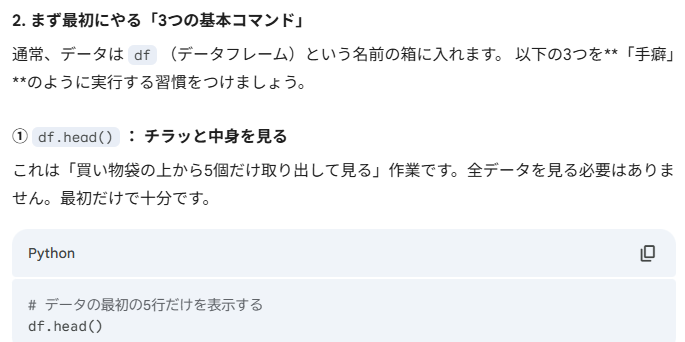 2. まず最初にやる「3つの基本コマンド」
通常、データは df （データフレーム）という名前の箱に入れます。 以下の3つを**「手癖」
**のように実行する習慣をつけましょう。
① df.head() ： チラッと中身を見る
これは「買い物袋の上から5個だけ取り出して見る」作業です。全データを見る必要はありま
せん。最初だけで十分です。
Python
# データの最初の5行だけを表示する
df.head()